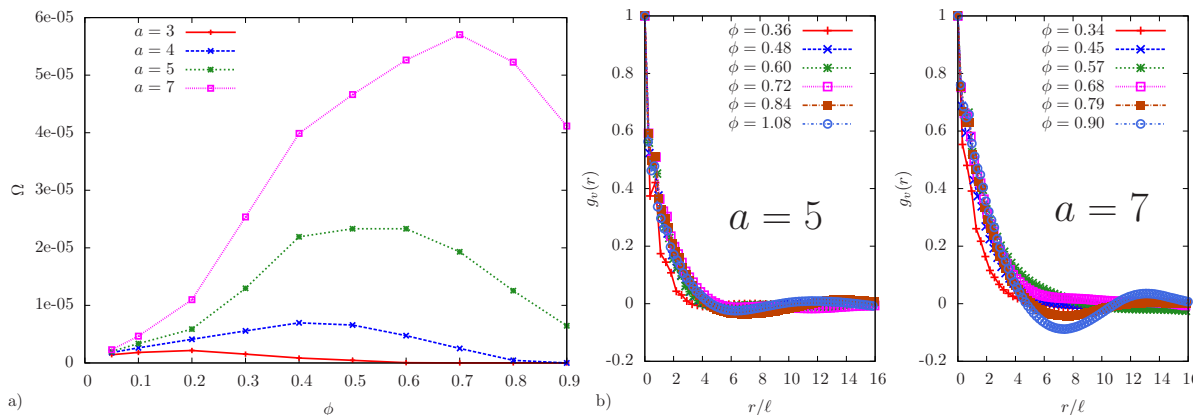 6e-05
5e-05
4e-05
3e-05
2e-05
1e-05
0
Ω
a = 3
a = 4
a = 5
a = 7
0 0.1 0.2 0.3 0.4 0.5 0.6 0.7 0.8 0.9
ϕ
a)
1
0.8
0.6
0.4
0.2
0
-0.2
g_v(r)
ϕ = 0.36
ϕ = 0.48
ϕ = 0.60
ϕ = 0.72
ϕ = 0.84
ϕ = 1.08
a = 5
0 2 4 6 8 10 12 14 16
r/ℓ
b)
1
0.8
0.6
0.4
0.2
0
-0.2
g_v(r)
ϕ = 0.34
ϕ = 0.45
ϕ = 0.57
ϕ = 0.68
ϕ = 0.79
ϕ = 0.90
a = 7
0 2 4 6 8 10 12 14 16
r/ℓ